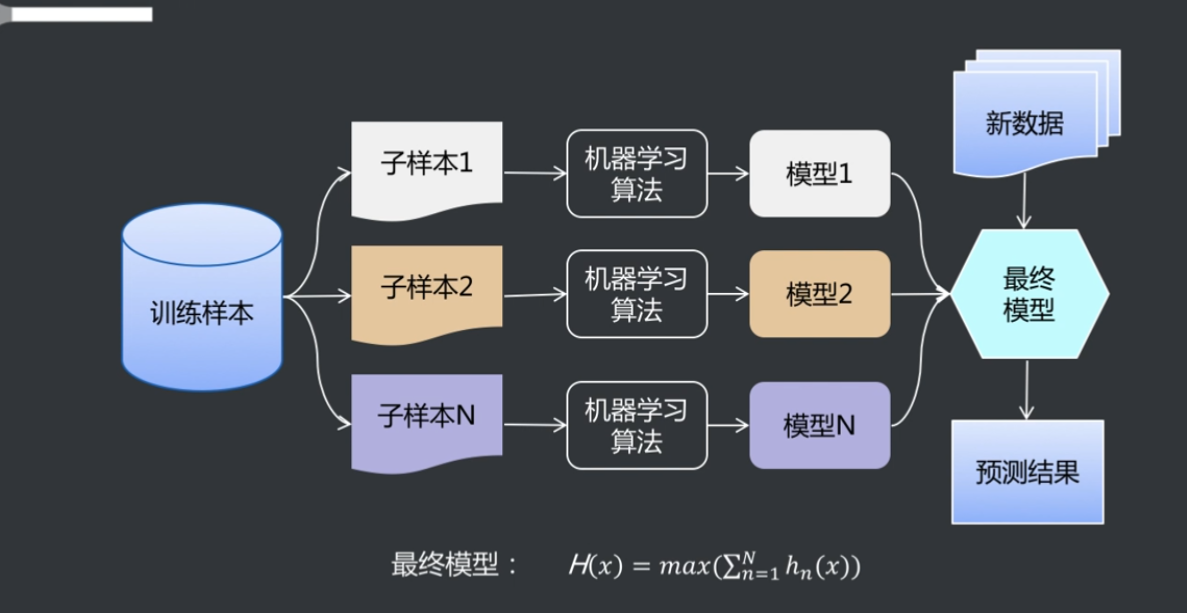 新数据
子样本1
机器学习
算法
模型1
训练样本
子样本2
机器学习
算法
模型2
最终
模型
子样本N
机器学习
算法
模型N
预测结果
最终模型： H(x) = max(∑_{n=1}^{N} h_n(x))